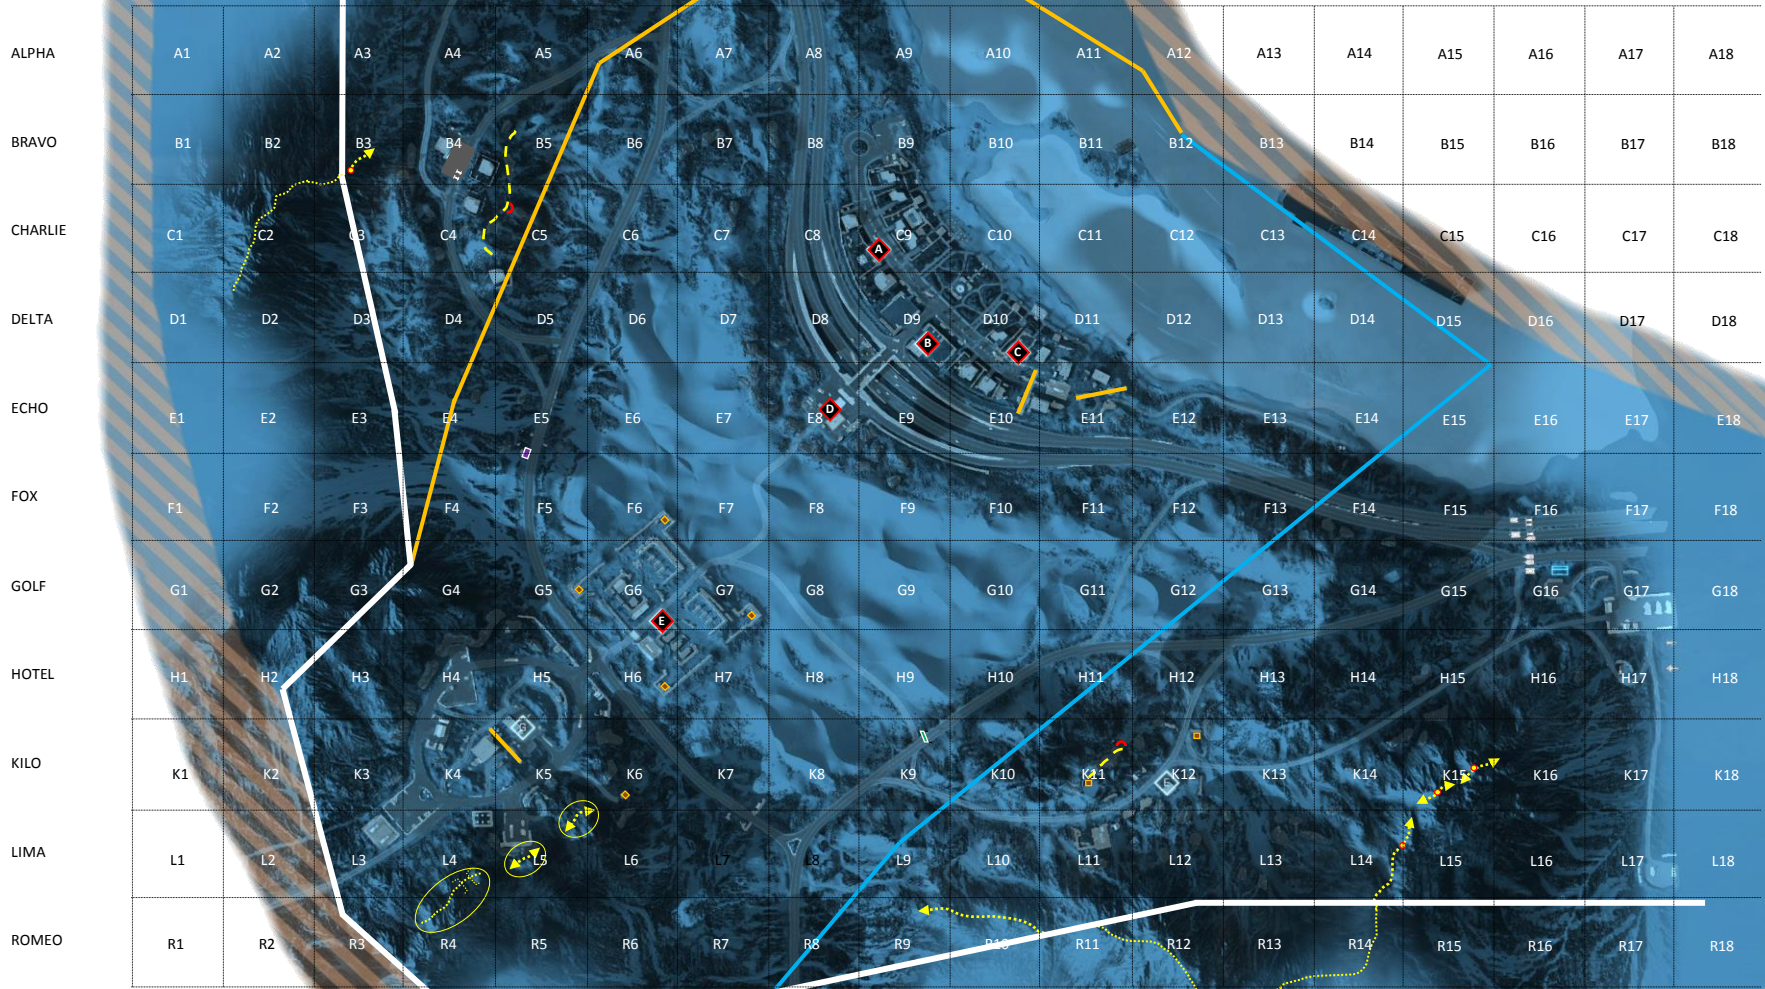 ALPHA A1 A2 A3 A4 A5 A6 A7 A8 A9 A10 A11 A12 A13 A14 A15 A16 A17 A18
BRAVO B1 B2 B3 B4 B5 B6 B7 B8 B9 B10 B11 B12 B13 B14 B15 B16 B17 B18
CHARLIE C1 C2 C3 C4 C5 C6 C7 C8 C9 C10 C11 C12 C13 C14 C15 C16 C17 C18
A
DELTA D1 D2 D3 D4 D5 D6 D7 D8 D9 D10 D11 D12 D13 D14 D15 D16 D17 D18
B C
ECHO E1 E2 E3 E4 E5 E6 E7 E8 E9 E10 E11 E12 E13 E14 E15 E16 E17 E18
D
FOX F1 F2 F3 F4 F5 F6 F7 F8 F9 F10 F11 F12 F13 F14 F15 F16 F17 F18
GOLF G1 G2 G3 G4 G5 G6 G7 G8 G9 G10 G11 G12 G13 G14 G15 G16 G17 G18
E
HOTEL H1 H2 H3 H4 H5 H6 H7 H8 H9 H10 H11 H12 H13 H14 H15 H16 H17 H18
KILO K1 K2 K3 K4 K5 K6 K7 K8 K9 K10 K11 K12 K13 K14 K15 K16 K17 K18
LIMA L1 L2 L3 L4 L5 L6 L7 L8 L9 L10 L11 L12 L13 L14 L15 L16 L17 L18
ROMEO R1 R2 R3 R4 R5 R6 R7 R8 R9 R10 R11 R12 R13 R14 R15 R16 R17 R18